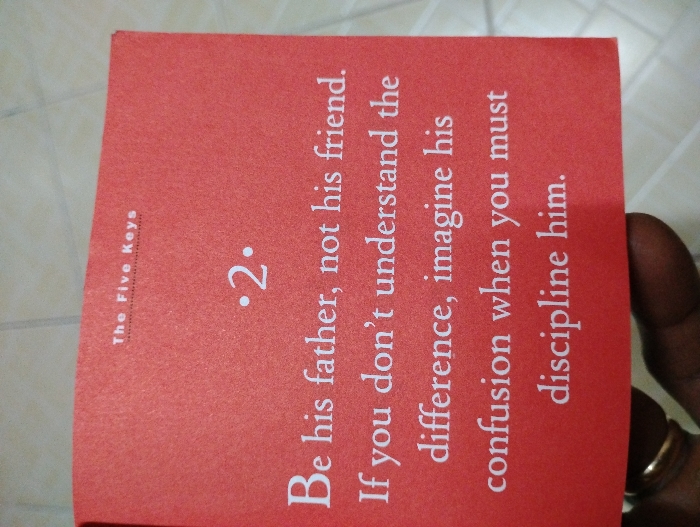 The Five Keys
•2•
Be his father, not his friend.
If you don't understand the
difference, imagine his
confusion when you must
discipline him.